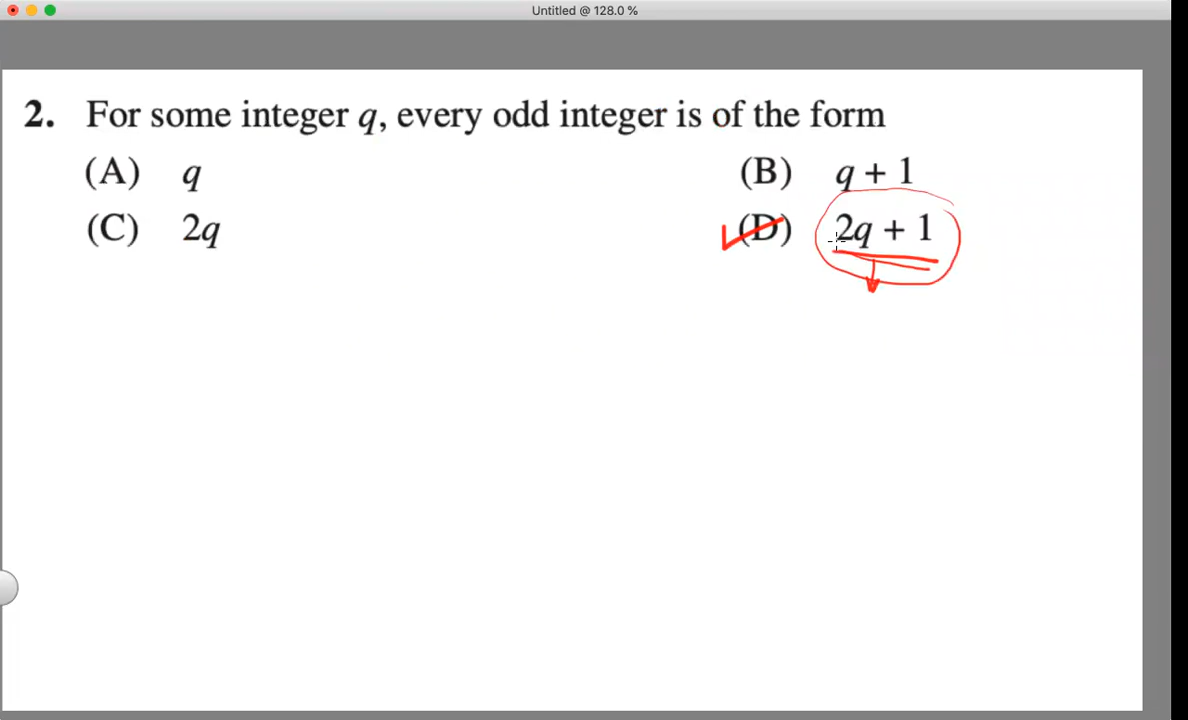 Untitled @ 128.0 %
2. For some integer q, every odd integer is of the form
(A) q (B) q + 1
(C) 2q (D) 2q + 1